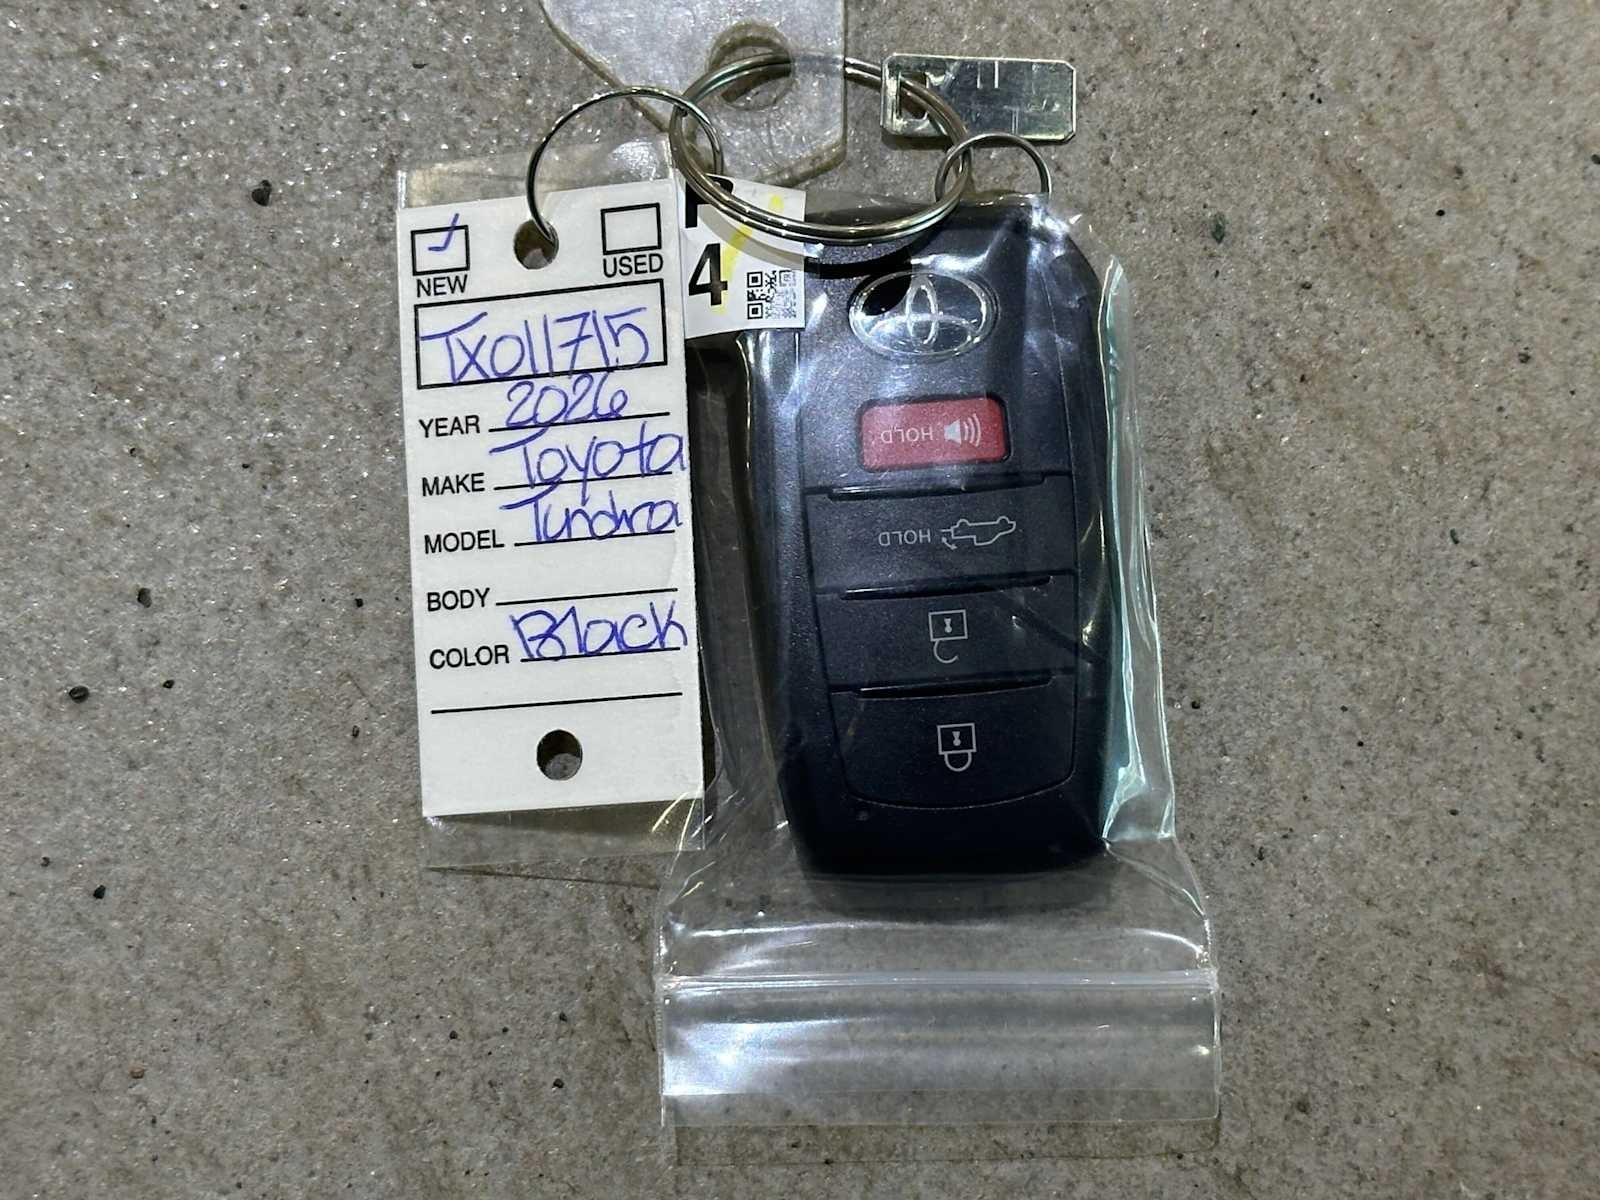 NEW
USED
TX011715
YEAR 2026
MAKE Toyota
MODEL Tundra
BODY
COLOR Black
4
HOLD
HOLD